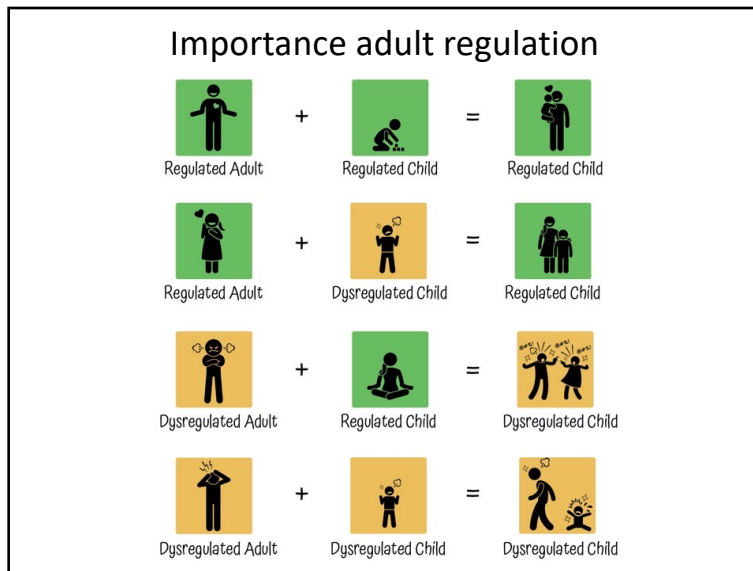 Importance adult regulation
+ =
Regulated Adult Regulated Child Regulated Child
+ =
Regulated Adult Dysregulated Child Regulated Child
@#%! @#%!
+ =
Dysregulated Adult Regulated Child Dysregulated Child
+ =
Dysregulated Adult Dysregulated Child Dysregulated Child